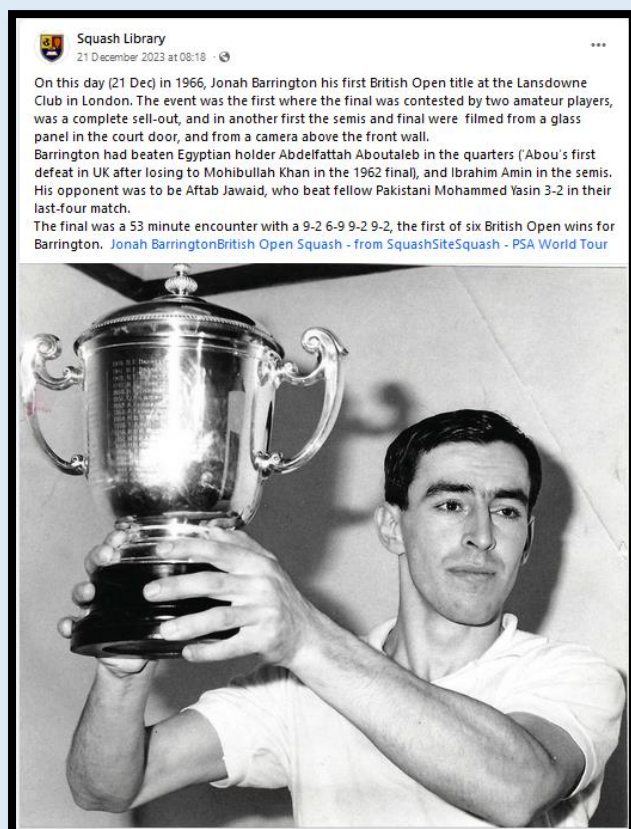 Squash Library
21 December 2023 at 08:18 ·
On this day (21 Dec) in 1966, Jonah Barrington his first British Open title at the Lansdowne
Club in London. The event was the first where the final was contested by two amateur players,
was a complete sell-out, and in another first the semis and final were filmed from a glass
panel in the court door, and from a camera above the front wall.
Barrington had beaten Egyptian holder Abdelfattah Aboutaleb in the quarters ('Abou's first
defeat in UK after losing to Mohibullah Khan in the 1962 final), and Ibrahim Amin in the semis.
His opponent was to be Aftab Jawaid, who beat fellow Pakistani Mohammed Yasin 3-2 in their
last-four match.
The final was a 53 minute encounter with a 9-2 6-9 9-2 9-2, the first of six British Open wins for
Barrington. Jonah BarringtonBritish Open Squash - from SquashSiteSquash - PSA World Tour